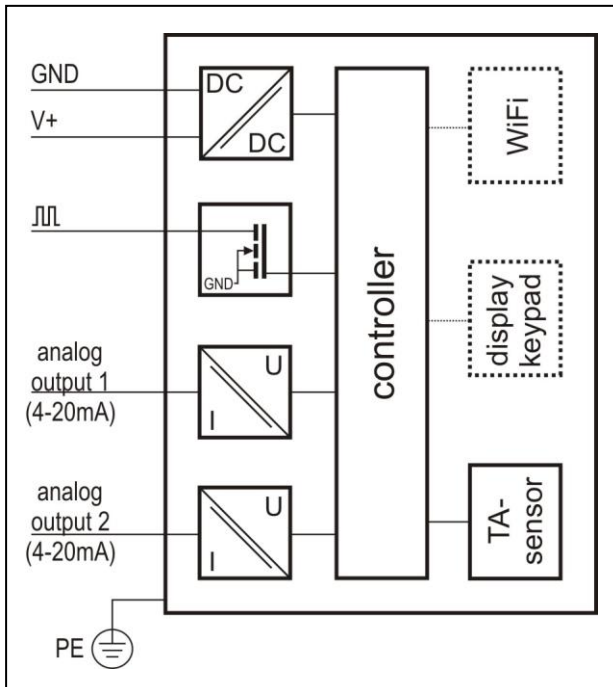 GND
V+
DC
DC
GND
analog
output 1
(4-20mA)
U
I
analog
output 2
(4-20mA)
U
I
PE
controller
WiFi
display
keypad
TA-
sensor